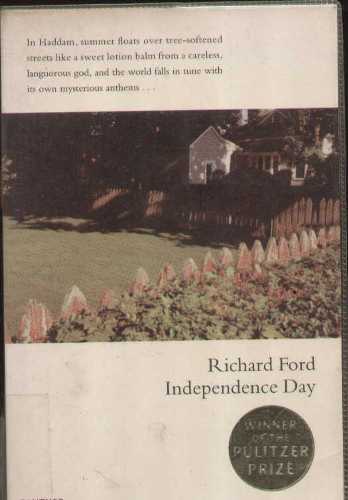 In Haddam, summer floats over tree-softened
streets like a sweet lotion balm from a careless,
languorous god, and the world falls in tune with
its own mysterious anthems . . .
Richard Ford
Independence Day
WINNER
OF THE
PULITZER
PRIZE